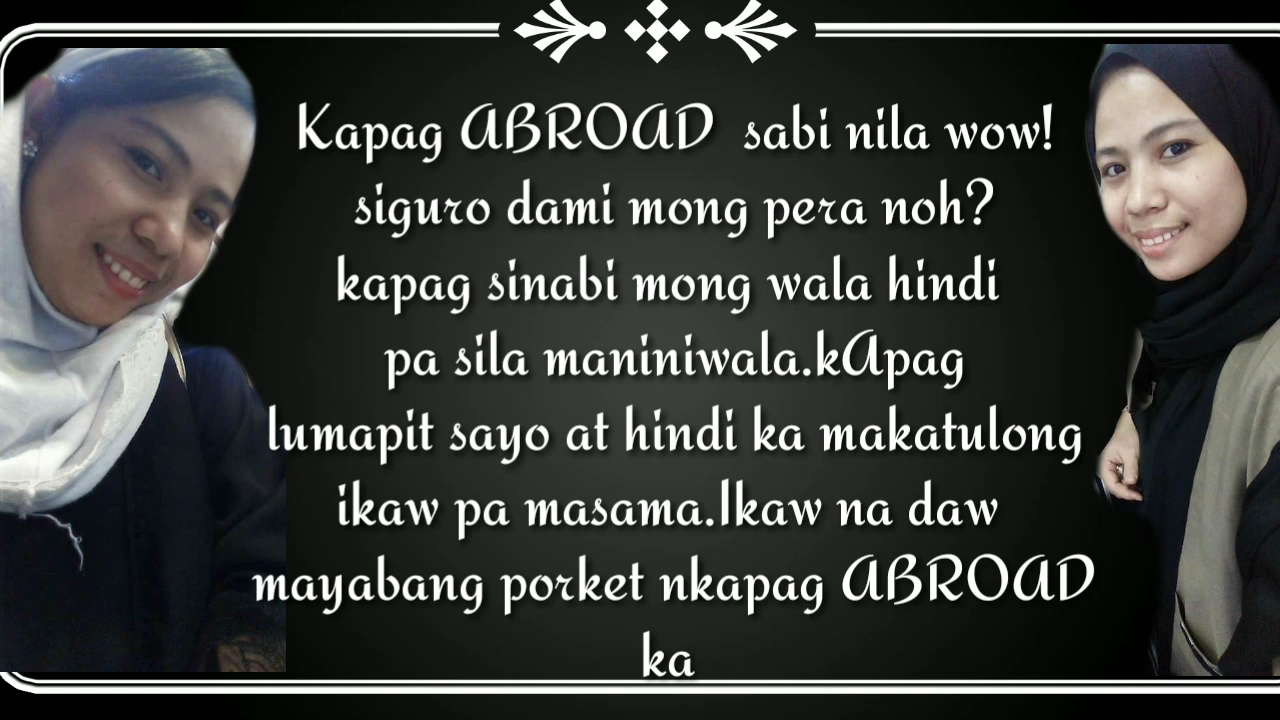 Kapag ABROAD sabi nila wow!
siguro dami mong pera noh?
kapag sinabi mong wala hindi
pa sila maniniwala.kApag
lumapit sayo at hindi ka makatulong
ikaw pa masama.Ikaw na daw
mayabang porket nkapag ABROAD
ka